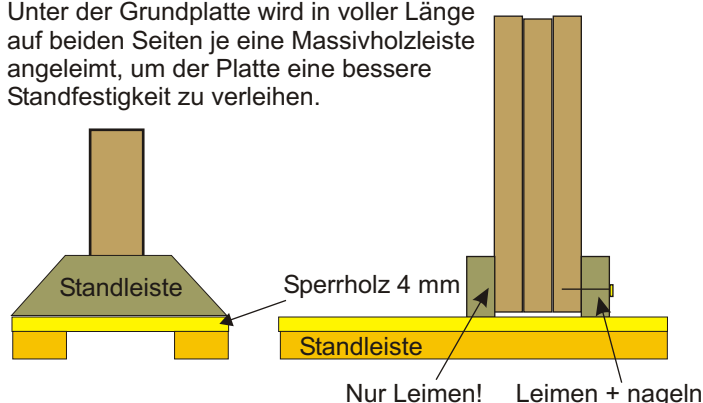 Unter der Grundplatte wird in voller Länge
auf beiden Seiten je eine Massivholzleiste
angeleimt, um der Platte eine bessere
Standfestigkeit zu verleihen.
Standleiste
Sperrholz 4 mm
Standleiste
Nur Leimen!
Leimen + nageln